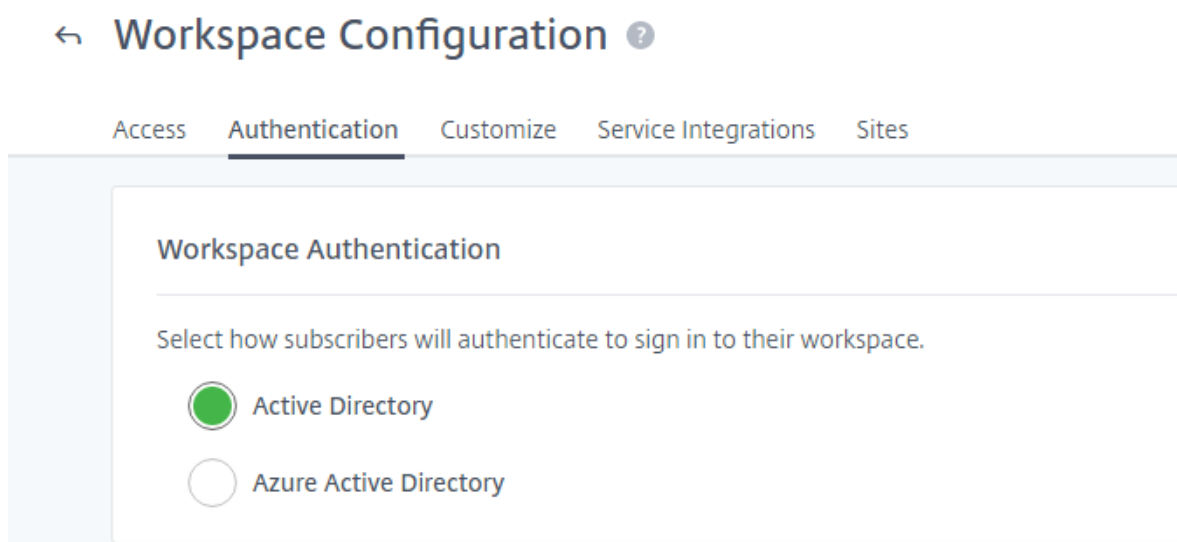 Workspace Configuration ?
Access Authentication Customize Service Integrations Sites
Workspace Authentication
Select how subscribers will authenticate to sign in to their workspace.
Active Directory
Azure Active Directory